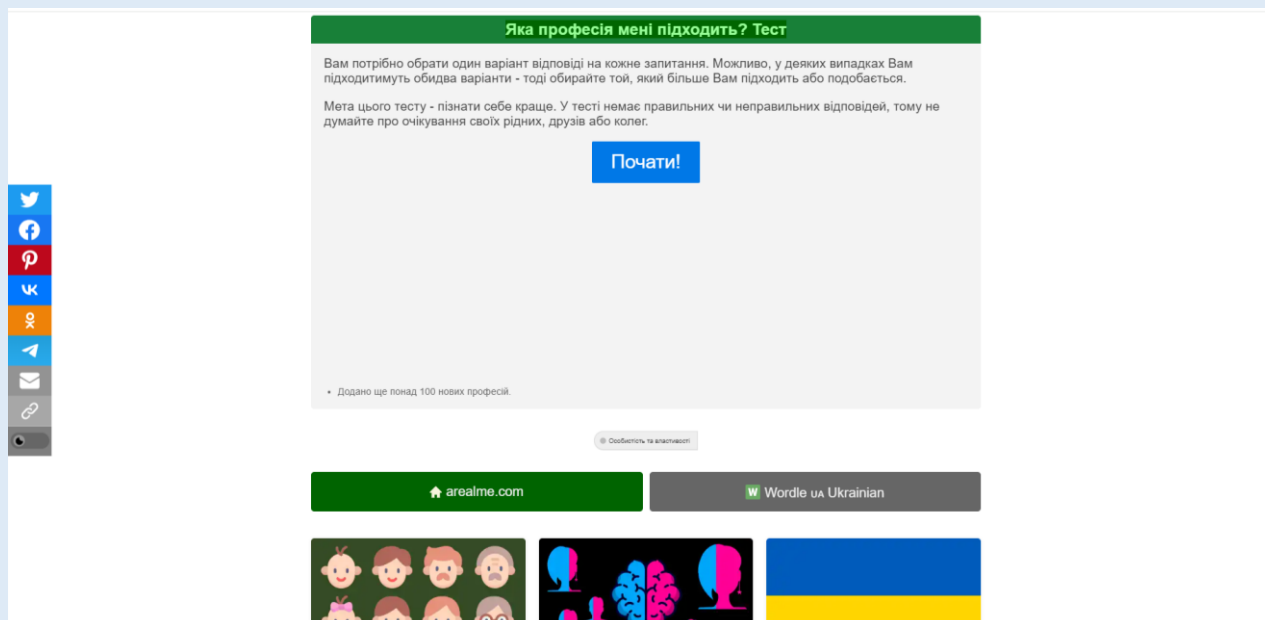 Яка професія мені підходить? Тест
Вам потрібно обрати один варіант відповіді на кожне запитання. Можливо, у деяких випадках Вам
підходитимуть обидва варіанти - тоді обирайте той, який більше Вам підходить або подобається.
Мета цього тесту - пізнати себе краще. У тесті немає правильних чи неправильних відповідей, тому не
думайте про очікування своїх рідних, друзів або колег.
Почати!
• Додано ще понад 100 нових професій.
Особистість та властивості
arealme.com
W Wordle UA Ukrainian